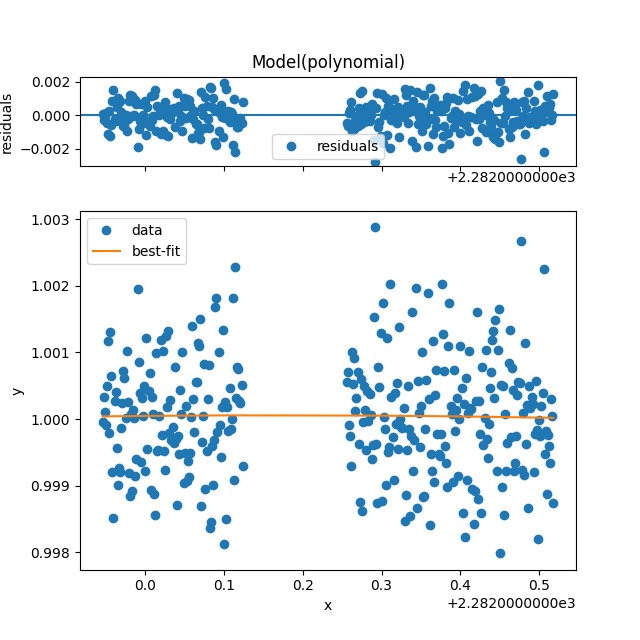 Model(polynomial)
0.002
0.000
−0.002
residuals
residuals
+2.2820000000e3
1.003
1.002
1.001
1.000
0.999
0.998
y
data
best-fit
0.0 0.1 0.2 0.3 0.4 0.5
x
+2.2820000000e3